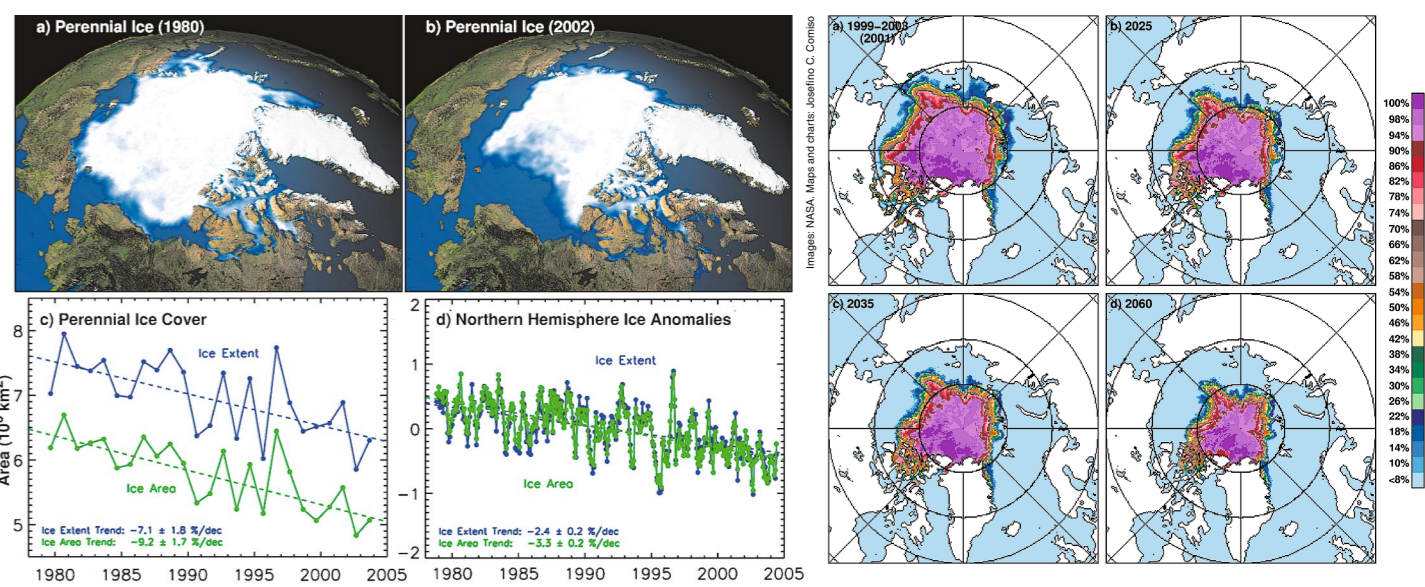 a) Perennial Ice (1980)
b) Perennial Ice (2002)
c) Perennial Ice Cover
Ice Extent
Ice Area
Ice Extent Trend: −7.1 ± 1.8 %/dec
Ice Area Trend: −9.2 ± 1.7 %/dec
Area (10⁶ km²)
8
7
6
5
1980 1985 1990 1995 2000 2005
d) Northern Hemisphere Ice Anomalies
Ice Extent
Ice Area
Ice Extent Trend: −2.4 ± 0.2 %/dec
Ice Area Trend: −3.3 ± 0.2 %/dec
2
1
0
−1
−2
1980 1985 1990 1995 2000 2005
Images: NASA. Maps and charts: Josefino C. Comiso
a) 1999–2003
(2001)
b) 2025
c) 2035
d) 2060
100%
98%
94%
90%
86%
82%
78%
74%
70%
66%
62%
58%
54%
50%
46%
42%
38%
34%
30%
26%
22%
18%
14%
10%
<8%